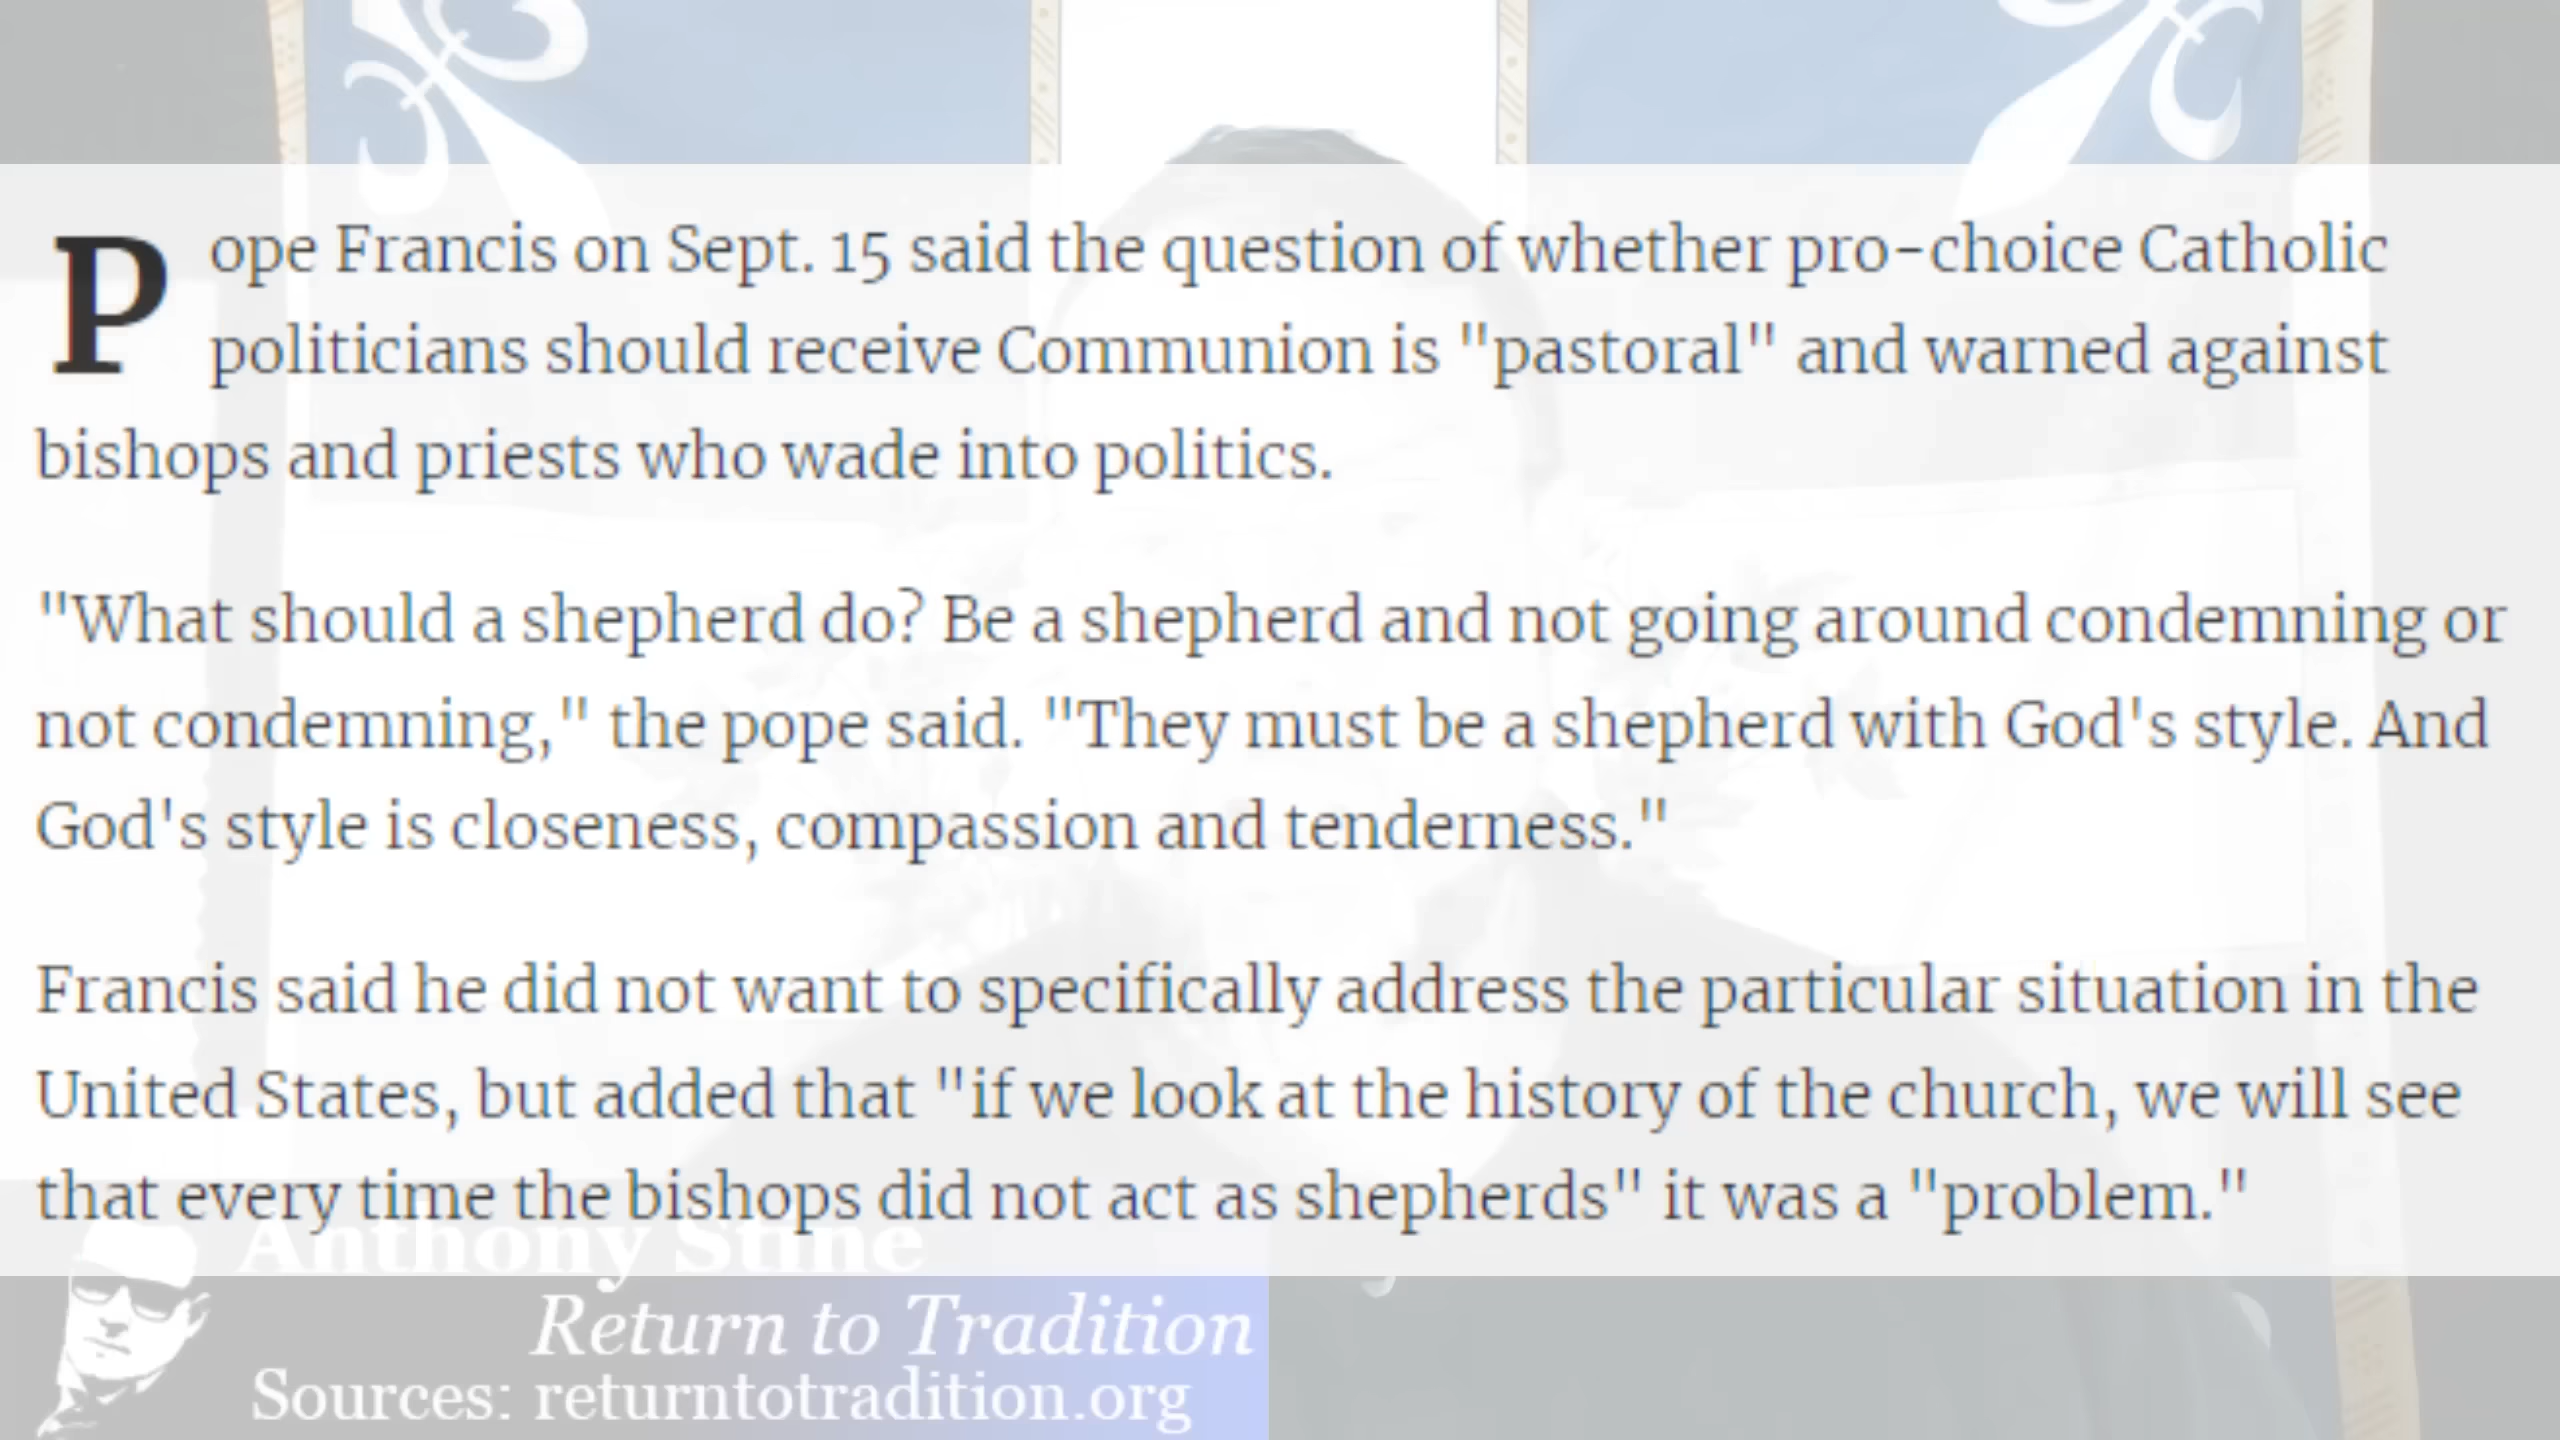 Pope Francis on Sept. 15 said the question of whether pro-choice Catholic
politicians should receive Communion is "pastoral" and warned against
bishops and priests who wade into politics.
"What should a shepherd do? Be a shepherd and not going around condemning or
not condemning," the pope said. "They must be a shepherd with God's style. And
God's style is closeness, compassion and tenderness."
Francis said he did not want to specifically address the particular situation in the
United States, but added that "if we look at the history of the church, we will see
that every time the bishops did not act as shepherds" it was a "problem."
Anthony Stine
Return to Tradition
Sources: returntotradition.org